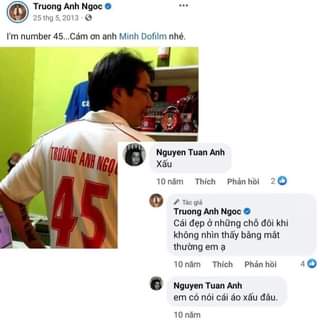 Truong Anh Ngoc
25 thg 5, 2013
I'm number 45...Cám ơn anh Minh Dofilm nhé.
TRƯƠNG ANH NGỌC
45
Nguyen Tuan Anh
Xấu
10 năm Thích Phản hồi 2
Tác giả
Truong Anh Ngoc
Cái đẹp ở những chỗ đôi khi
không nhìn thấy bằng mắt
thường em ạ
10 năm Thích Phản hồi 4
Nguyen Tuan Anh
em có nói cái áo xấu đâu.
10 năm